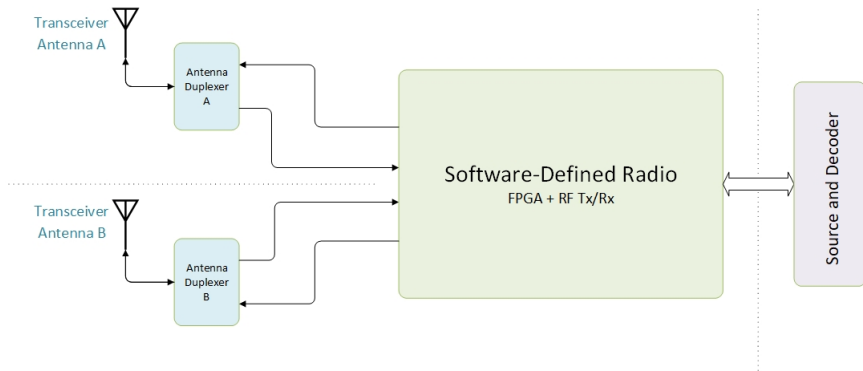 Transceiver
Antenna A
Antenna
Duplexer
A
Software-Defined Radio
FPGA + RF Tx/Rx
Source and Decoder
Transceiver
Antenna B
Antenna
Duplexer
B